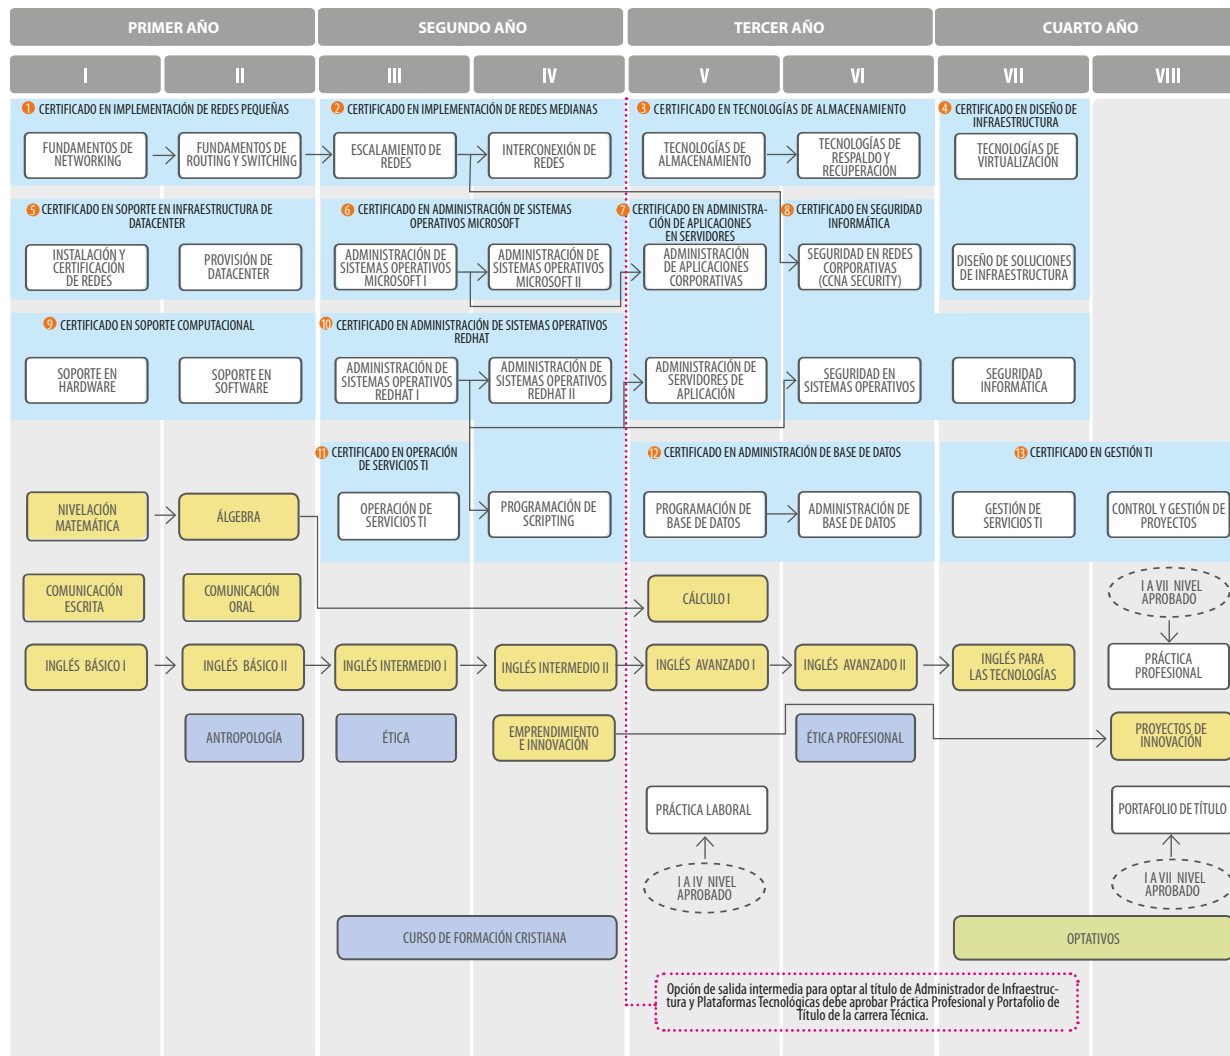 PRIMER AÑO
SEGUNDO AÑO
TERCER AÑO
CUARTO AÑO
I
II
III
IV
V
VI
VII
VIII
1 CERTIFICADO EN IMPLEMENTACIÓN DE REDES PEQUEÑAS
2 CERTIFICADO EN IMPLEMENTACIÓN DE REDES MEDIANAS
3 CERTIFICADO EN TECNOLOGÍAS DE ALMACENAMIENTO
4 CERTIFICADO EN DISEÑO DE
INFRAESTRUCTURA
FUNDAMENTOS DE
NETWORKING
FUNDAMENTOS DE
ROUTING Y SWITCHING
ESCALAMIENTO DE
REDES
INTERCONEXIÓN DE
REDES
TECNOLOGÍAS DE
ALMACENAMIENTO
TECNOLOGÍAS DE
RESPALDO Y
RECUPERACIÓN
TECNOLOGÍAS DE
VIRTUALIZACIÓN
5 CERTIFICADO EN SOPORTE EN INFRAESTRUCTURA DE
DATACENTER
6 CERTIFICADO EN ADMINISTRACIÓN DE SISTEMAS
OPERATIVOS MICROSOFT
7 CERTIFICADO EN ADMINISTRA-
CIÓN DE APLICACIONES
EN SERVIDORES
8 CERTIFICADO EN SEGURIDAD
INFORMÁTICA
INSTALACIÓN Y
CERTIFICACIÓN
DE REDES
PROVISIÓN DE
DATACENTER
ADMINISTRACIÓN DE
SISTEMAS OPERATIVOS
MICROSOFT I
ADMINISTRACIÓN DE
SISTEMAS OPERATIVOS
MICROSOFT II
ADMINISTRACIÓN
DE APLICACIONES
CORPORATIVAS
SEGURIDAD EN REDES
CORPORATIVAS
(CCNA SECURITY)
DISEÑO DE SOLUCIONES
DE INFRAESTRUCTURA
9 CERTIFICADO EN SOPORTE COMPUTACIONAL
10 CERTIFICADO EN ADMINISTRACIÓN DE SISTEMAS OPERATIVOS
REDHAT
SOPORTE EN
HARDWARE
SOPORTE EN
SOFTWARE
ADMINISTRACIÓN DE
SISTEMAS OPERATIVOS
REDHAT I
ADMINISTRACIÓN DE
SISTEMAS OPERATIVOS
REDHAT II
ADMINISTRACIÓN DE
SERVIDORES DE
APLICACIÓN
SEGURIDAD EN
SISTEMAS OPERATIVOS
SEGURIDAD
INFORMÁTICA
11 CERTIFICADO EN OPERACIÓN
DE SERVICIOS TI
12 CERTIFICADO EN ADMINISTRACIÓN DE BASE DE DATOS
13 CERTIFICADO EN GESTIÓN TI
NIVELACIÓN
MATEMÁTICA
ÁLGEBRA
OPERACIÓN DE
SERVICIOS TI
PROGRAMACIÓN DE
SCRIPTING
PROGRAMACIÓN DE
BASE DE DATOS
ADMINISTRACIÓN DE
BASE DE DATOS
GESTIÓN DE
SERVICIOS TI
CONTROL Y GESTIÓN DE
PROYECTOS
COMUNICACIÓN
ESCRITA
COMUNICACIÓN
ORAL
CÁLCULO I
I A VII NIVEL
APROBADO
INGLÉS BÁSICO I
INGLÉS BÁSICO II
INGLÉS INTERMEDIO I
INGLÉS INTERMEDIO II
INGLÉS AVANZADO I
INGLÉS AVANZADO II
INGLÉS PARA
LAS TECNOLOGÍAS
PRÁCTICA
PROFESIONAL
ANTROPOLOGÍA
ÉTICA
EMPRENDIMIENTO
E INNOVACIÓN
ÉTICA PROFESIONAL
PROYECTOS DE
INNOVACIÓN
PRÁCTICA LABORAL
PORTAFOLIO DE TÍTULO
I A IV NIVEL
APROBADO
I A VII NIVEL
APROBADO
CURSO DE FORMACIÓN CRISTIANA
OPTATIVOS
Opción de salida intermedia para optar al título de Administrador de Infraestruc-
tura y Plataformas Tecnológicas debe aprobar Práctica Profesional y Portafolio de
Título de la carrera Técnica.